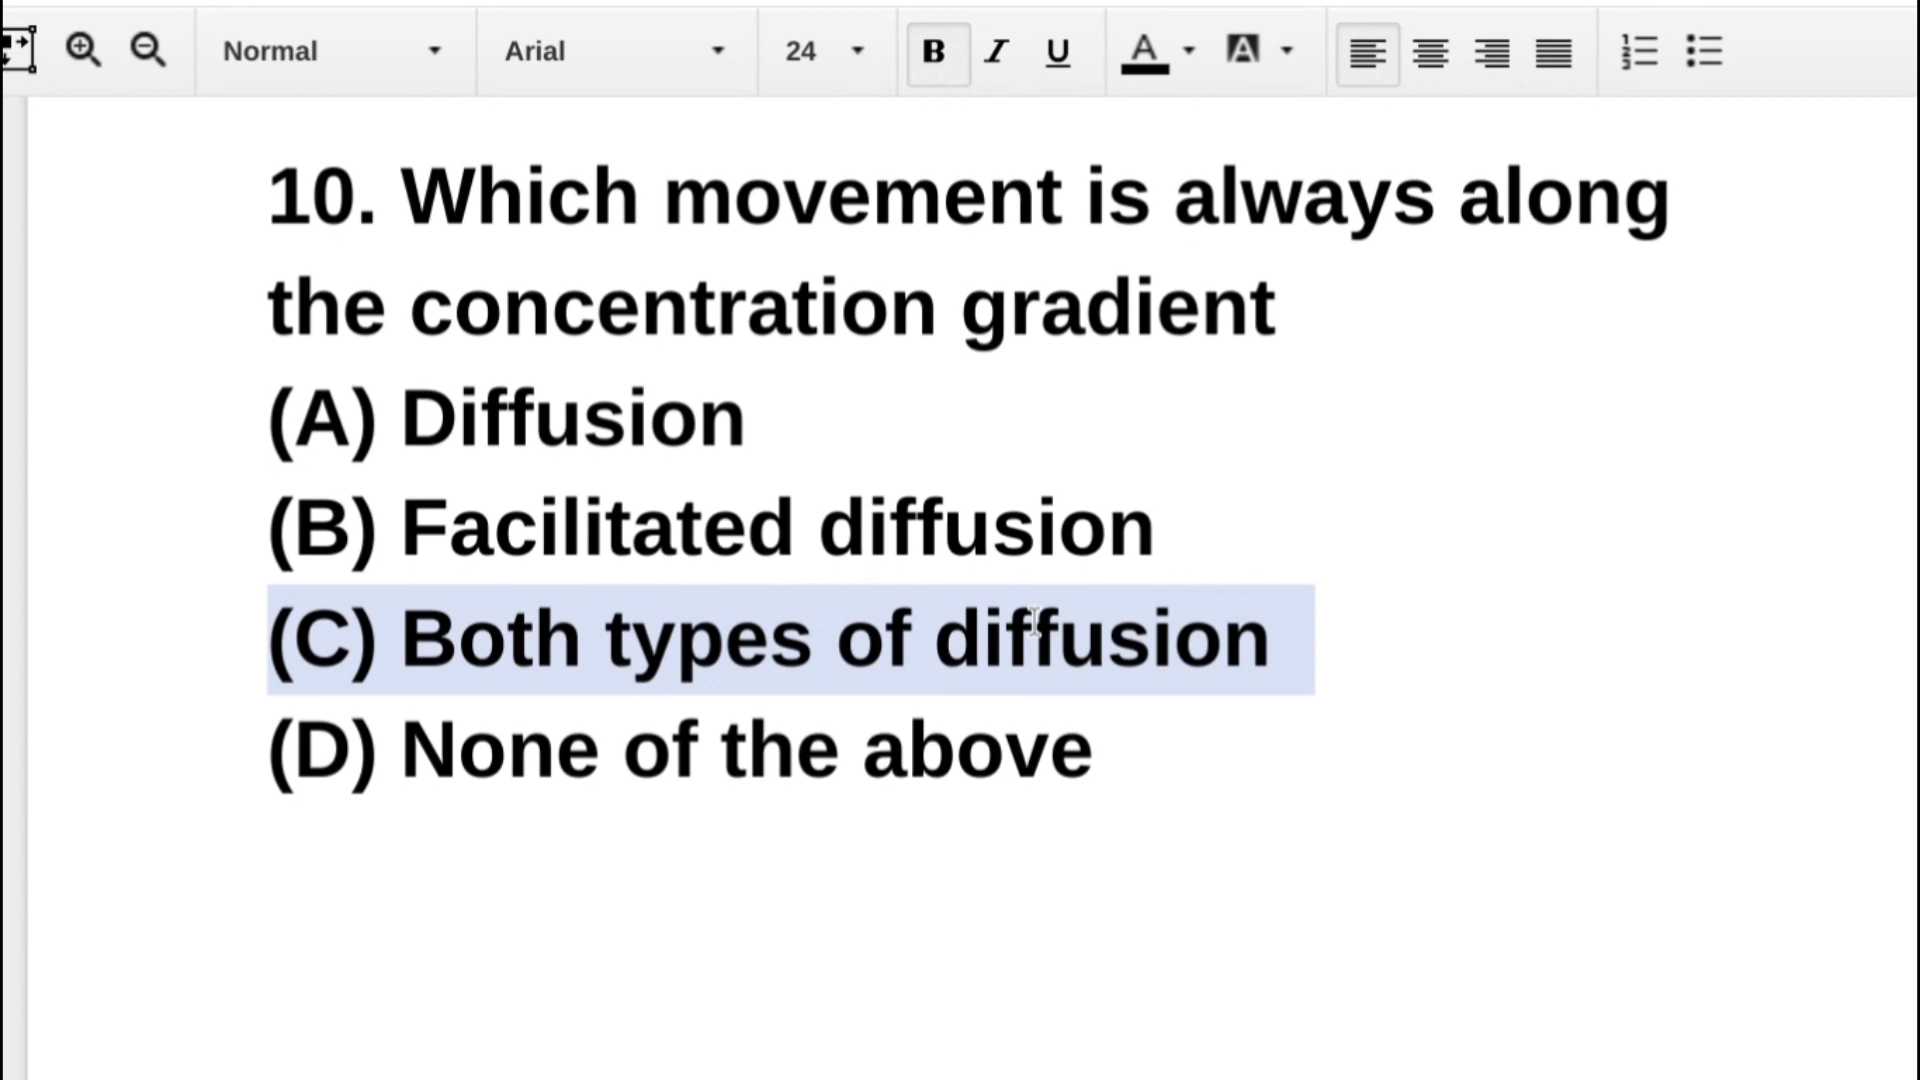 Normal Arial 24 B I U A A
10. Which movement is always along
the concentration gradient
(A) Diffusion
(B) Facilitated diffusion
(C) Both types of diffusion
(D) None of the above